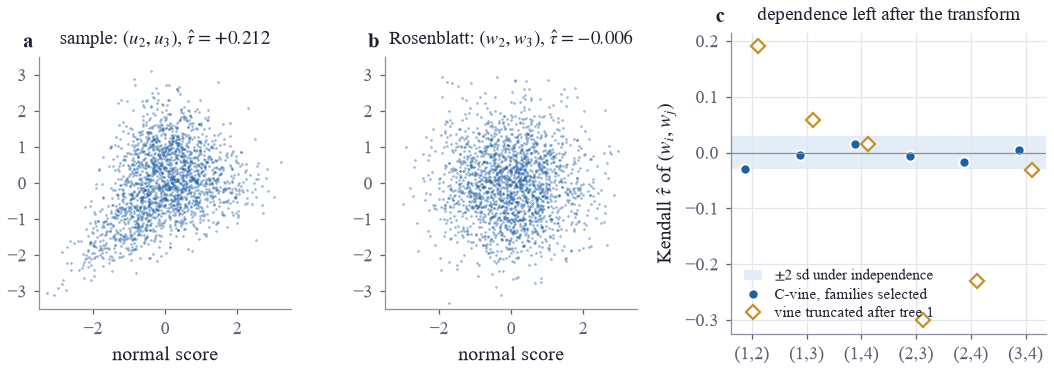 a sample: (u₂, u₃), τ̂ = +0.212
3
2
1
0
−1
−2
−3
−2 0 2
normal score
b Rosenblatt: (w₂, w₃), τ̂ = −0.006
3
2
1
0
−1
−2
−3
−2 0 2
normal score
c dependence left after the transform
Kendall τ̂ of (wᵢ, wⱼ)
0.2
0.1
0.0
−0.1
−0.2
−0.3
±2 sd under independence
C-vine, families selected
vine truncated after tree 1
(1,2) (1,3) (1,4) (2,3) (2,4) (3,4)